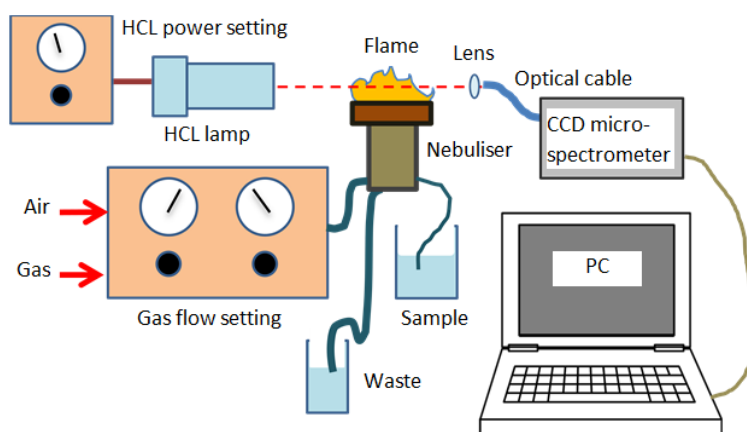 HCL power setting
Flame
Lens
Optical cable
HCL lamp
CCD micro-
spectrometer
Nebuliser
Air
Gas
PC
Gas flow setting
Sample
Waste